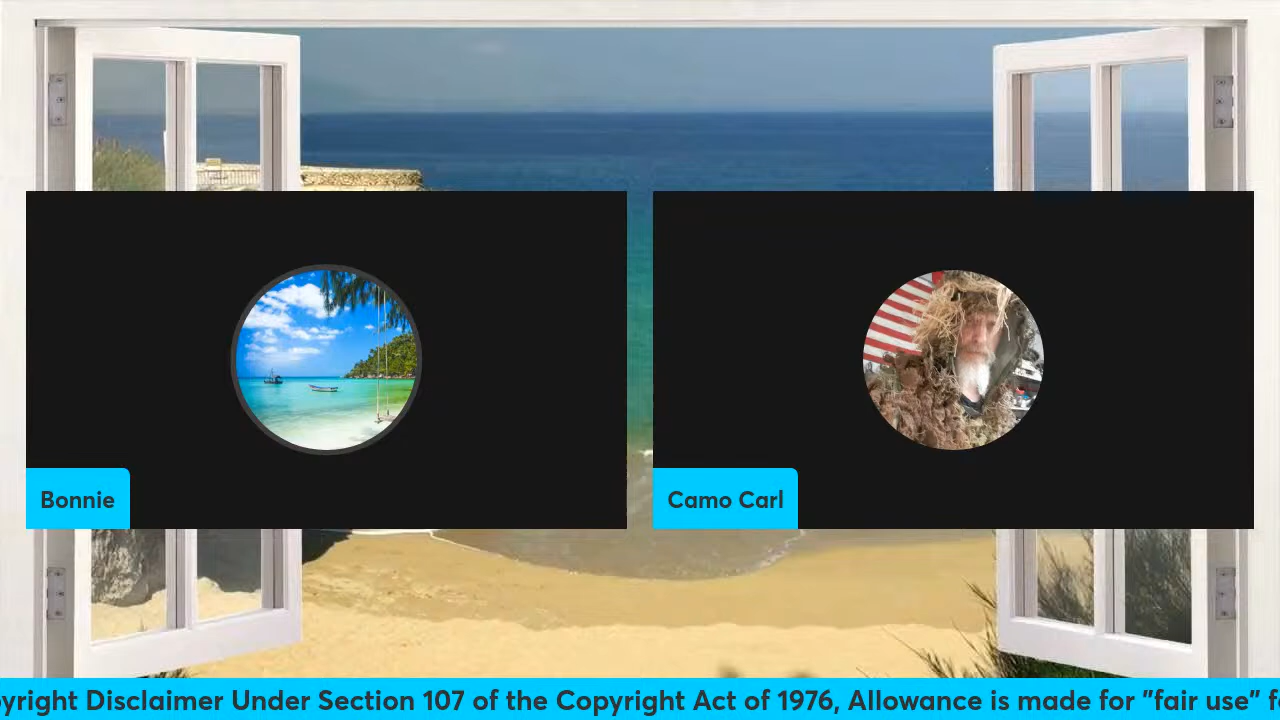 Bonnie
Camo Carl
pyright Disclaimer Under Section 107 of the Copyright Act of 1976, Allowance is made for "fair use" f